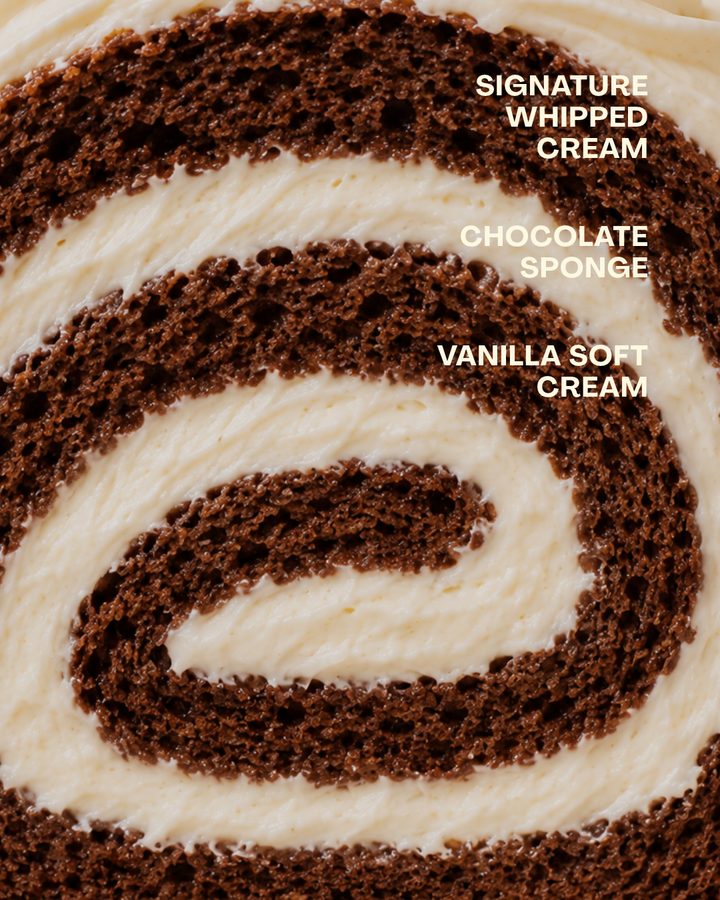 SIGNATURE
WHIPPED
CREAM
CHOCOLATE
SPONGE
VANILLA SOFT
CREAM